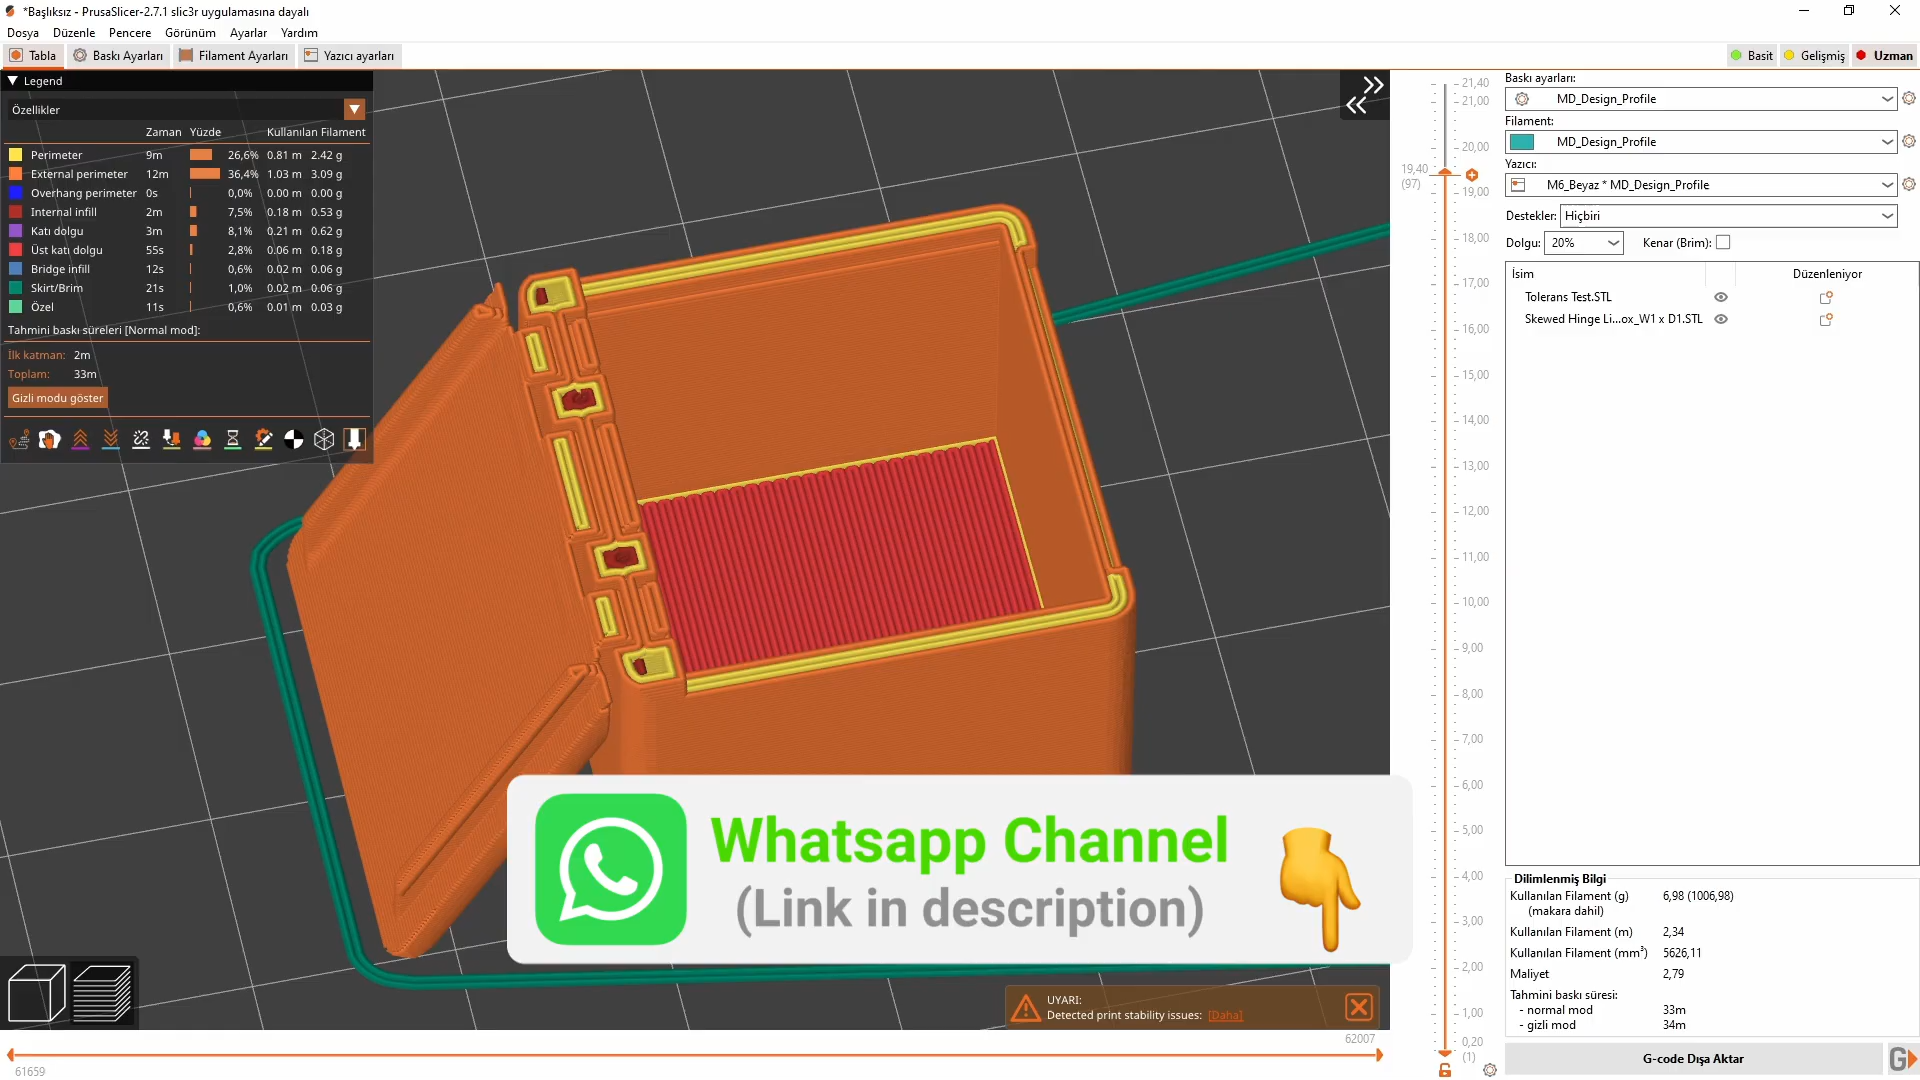 *Başlıksız - PrusaSlicer-2.7.1 slic3r uygulamasına dayalı
Dosya Düzenle Pencere Görünüm Ayarlar Yardım
Tabla Baskı Ayarları Filament Ayarları Yazıcı ayarları
Basit Gelişmiş Uzman
Legend
Özellikler
Zaman Yüzde Kullanılan Filament
Perimeter 9m 26,6% 0.81 m 2.42 g
External perimeter 12m 36,4% 1.03 m 3.09 g
Overhang perimeter 0s 0,0% 0.00 m 0.00 g
Internal infill 2m 7,5% 0.18 m 0.53 g
Katı dolgu 3m 8,1% 0.21 m 0.62 g
Üst katı dolgu 55s 2,8% 0.06 m 0.18 g
Bridge infill 12s 0,6% 0.02 m 0.06 g
Skirt/Brim 21s 1,0% 0.02 m 0.06 g
Özel 11s 0,6% 0.01 m 0.03 g
Tahmini baskı süreleri [Normal mod]:
İlk katman: 2m
Toplam: 33m
Gizli modu göster
Whatsapp Channel
(Link in description)
UYARI:
Detected print stability issues: [Daha]
62007
61659
21,40
21,00
20,00
19,40
(97)
19,00
18,00
17,00
16,00
15,00
14,00
13,00
12,00
11,00
10,00
9,00
8,00
7,00
6,00
5,00
4,00
3,00
2,00
1,00
0,20
(1)
Baskı ayarları:
MD_Design_Profile
Filament:
MD_Design_Profile
Yazıcı:
M6_Beyaz * MD_Design_Profile
Destekler: Hiçbiri
Dolgu: 20% Kenar (Brim):
İsim Düzenleniyor
Tolerans Test.STL
Skewed Hinge Li...ox_W1 x D1.STL
Dilimlenmiş Bilgi
Kullanılan Filament (g) 6,98 (1006,98)
(makara dahil)
Kullanılan Filament (m) 2,34
Kullanılan Filament (mm³) 5626,11
Maliyet 2,79
Tahmini baskı süresi:
- normal mod 33m
- gizli mod 34m
G-code Dışa Aktar
G